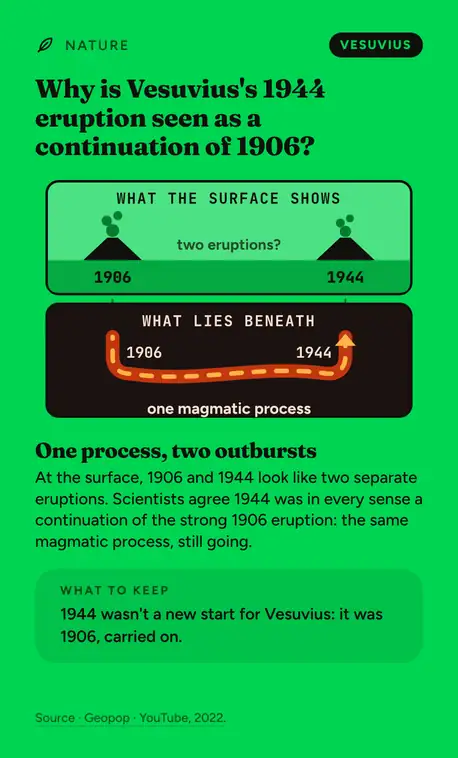 NATURE
VESUVIUS
Why is Vesuvius's 1944
eruption seen as a
continuation of 1906?
WHAT THE SURFACE SHOWS
two eruptions?
1906
1944
WHAT LIES BENEATH
1906
1944
one magmatic process
One process, two outbursts
At the surface, 1906 and 1944 look like two separate
eruptions. Scientists agree 1944 was in every sense a
continuation of the strong 1906 eruption: the same
magmatic process, still going.
WHAT TO KEEP
1944 wasn't a new start for Vesuvius: it was
1906, carried on.
Source · Geopop · YouTube, 2022.